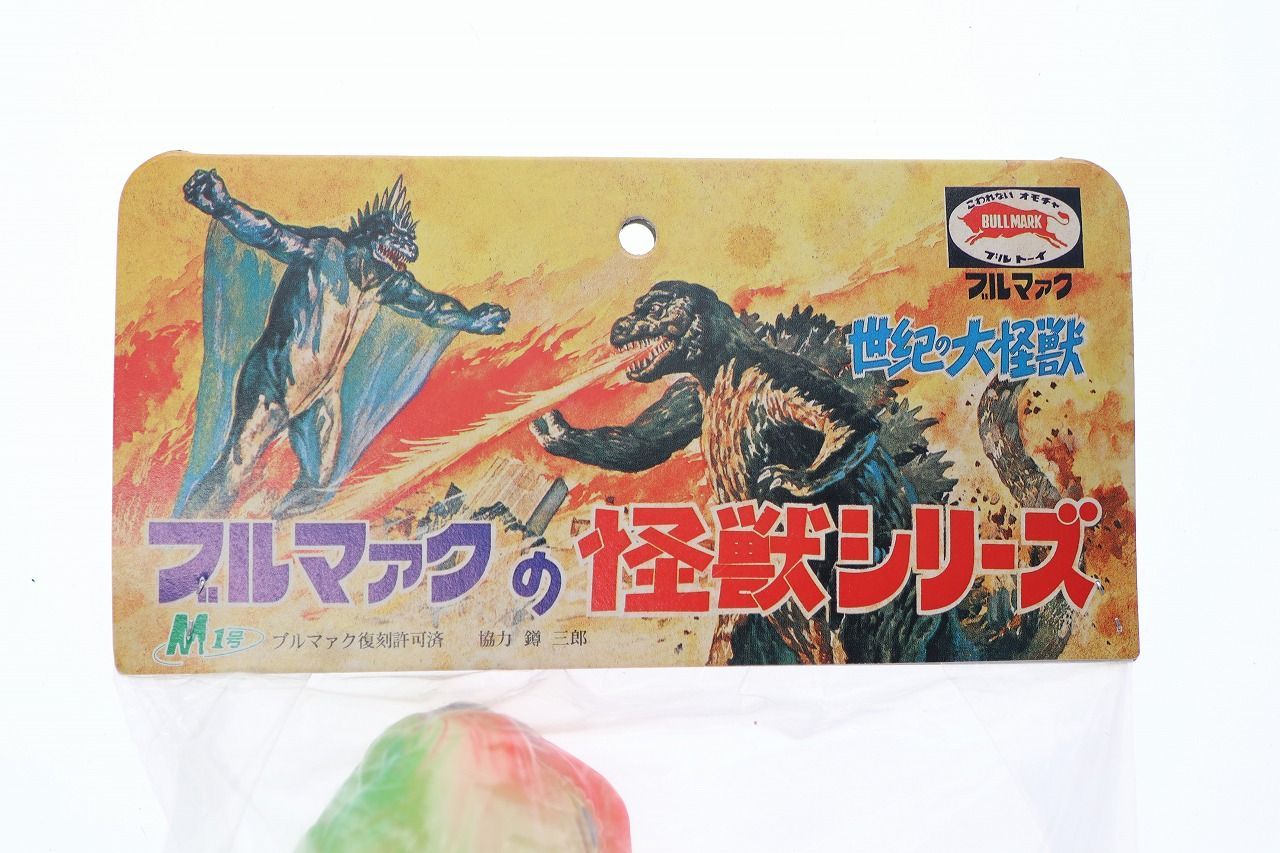 こわれない オモチャ
BULLMARK
ブルトーイ
ブルマァク
世紀の大怪獣
ブルマァクの怪獣シリーズ
M1号
ブルマァク復刻許可済 協力 鐏 三郎